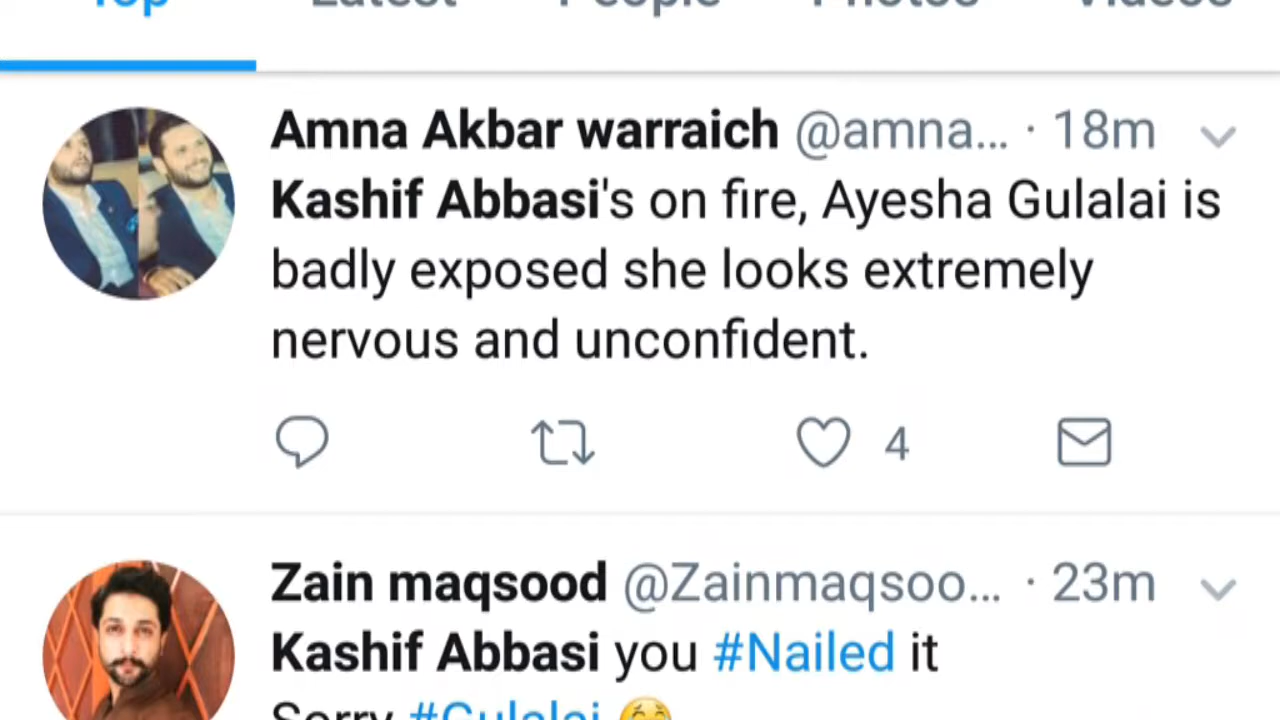 Top Latest People Photos Videos
Amna Akbar warraich @amna... · 18m
Kashif Abbasi's on fire, Ayesha Gulalai is
badly exposed she looks extremely
nervous and unconfident.
4
Zain maqsood @Zainmaqsoo... · 23m
Kashif Abbasi you #Nailed it
Sorry #Gulalai 😁